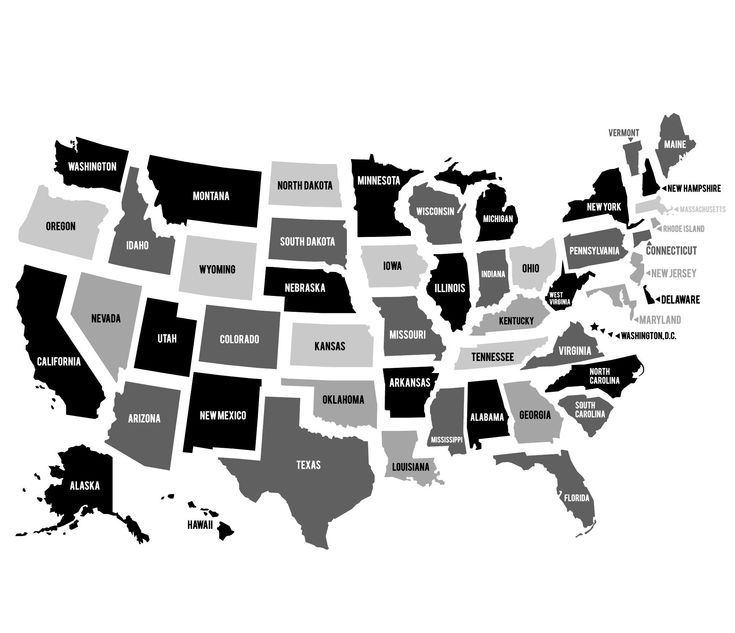 VERMONT
MAINE
WASHINGTON
MONTANA
NORTH DAKOTA
MINNESOTA
NEW HAMPSHIRE
OREGON
IDAHO
SOUTH DAKOTA
WISCONSIN
MICHIGAN
NEW YORK
MASSACHUSETTS
RHODE ISLAND
WYOMING
IOWA
INDIANA
OHIO
PENNSYLVANIA
CONNECTICUT
NEW JERSEY
NEBRASKA
ILLINOIS
WEST
VIRGINIA
DELAWARE
NEVADA
UTAH
COLORADO
KANSAS
MISSOURI
KENTUCKY
MARYLAND
WASHINGTON, D.C.
CALIFORNIA
TENNESSEE
VIRGINIA
ARIZONA
NEW MEXICO
OKLAHOMA
ARKANSAS
NORTH
CAROLINA
SOUTH
CAROLINA
MISSISSIPPI
ALABAMA
GEORGIA
TEXAS
LOUISIANA
ALASKA
HAWAII
FLORIDA